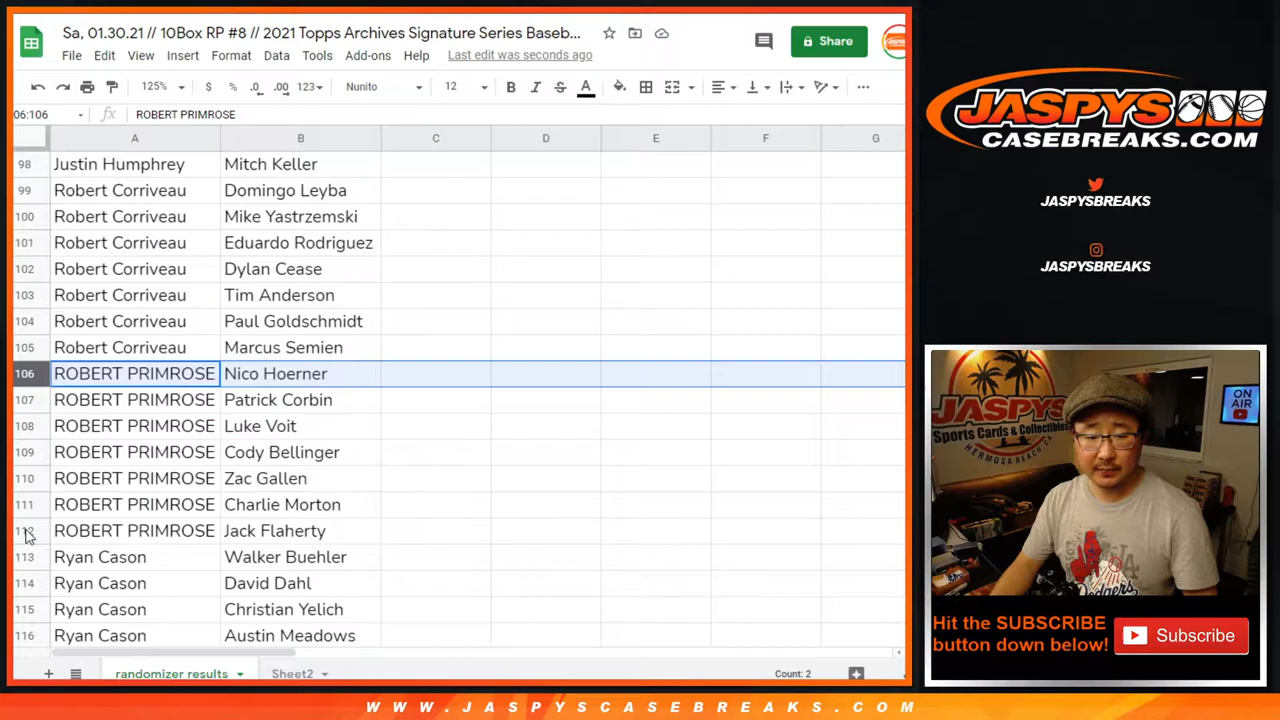 Sa, 01.30.21 // 10Box RP #8 // 2021 Topps Archives Signature Series Baseb...
Share
File Edit View Insert Format Data Tools Add-ons Help Last edit was seconds ago
125% $ % .0 .00 123 Nunito 12 B I S A
06:106 fx ROBERT PRIMROSE
A B C D E F G
98 Justin Humphrey Mitch Keller
99 Robert Corriveau Domingo Leyba
100 Robert Corriveau Mike Yastrzemski
101 Robert Corriveau Eduardo Rodriguez
102 Robert Corriveau Dylan Cease
103 Robert Corriveau Tim Anderson
104 Robert Corriveau Paul Goldschmidt
105 Robert Corriveau Marcus Semien
106 ROBERT PRIMROSE Nico Hoerner
107 ROBERT PRIMROSE Patrick Corbin
108 ROBERT PRIMROSE Luke Voit
109 ROBERT PRIMROSE Cody Bellinger
110 ROBERT PRIMROSE Zac Gallen
111 ROBERT PRIMROSE Charlie Morton
112 ROBERT PRIMROSE Jack Flaherty
113 Ryan Cason Walker Buehler
114 Ryan Cason David Dahl
115 Ryan Cason Christian Yelich
116 Ryan Cason Austin Meadows
randomizer results Sheet2 Count: 2
JASPYS
CASEBREAKS.COM
JASPYSBREAKS
JASPYSBREAKS
JASPYS
Sports Cards & Collectibles
HERMOSA BEACH, CA
ON
AIR
Dodgers
Hit the SUBSCRIBE
button down below!
Subscribe
WWW.JASPYSCASEBREAKS.COM